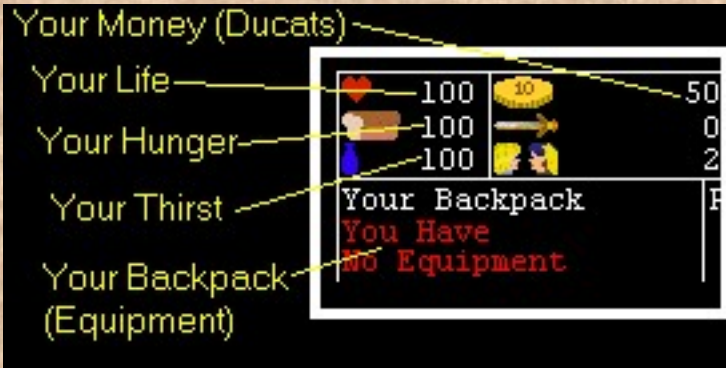 Your Money (Ducats)
Your Life
Your Hunger
Your Thirst
Your Backpack
(Equipment)
100 10 50
100 0
100 2
Your Backpack
You Have
No Equipment